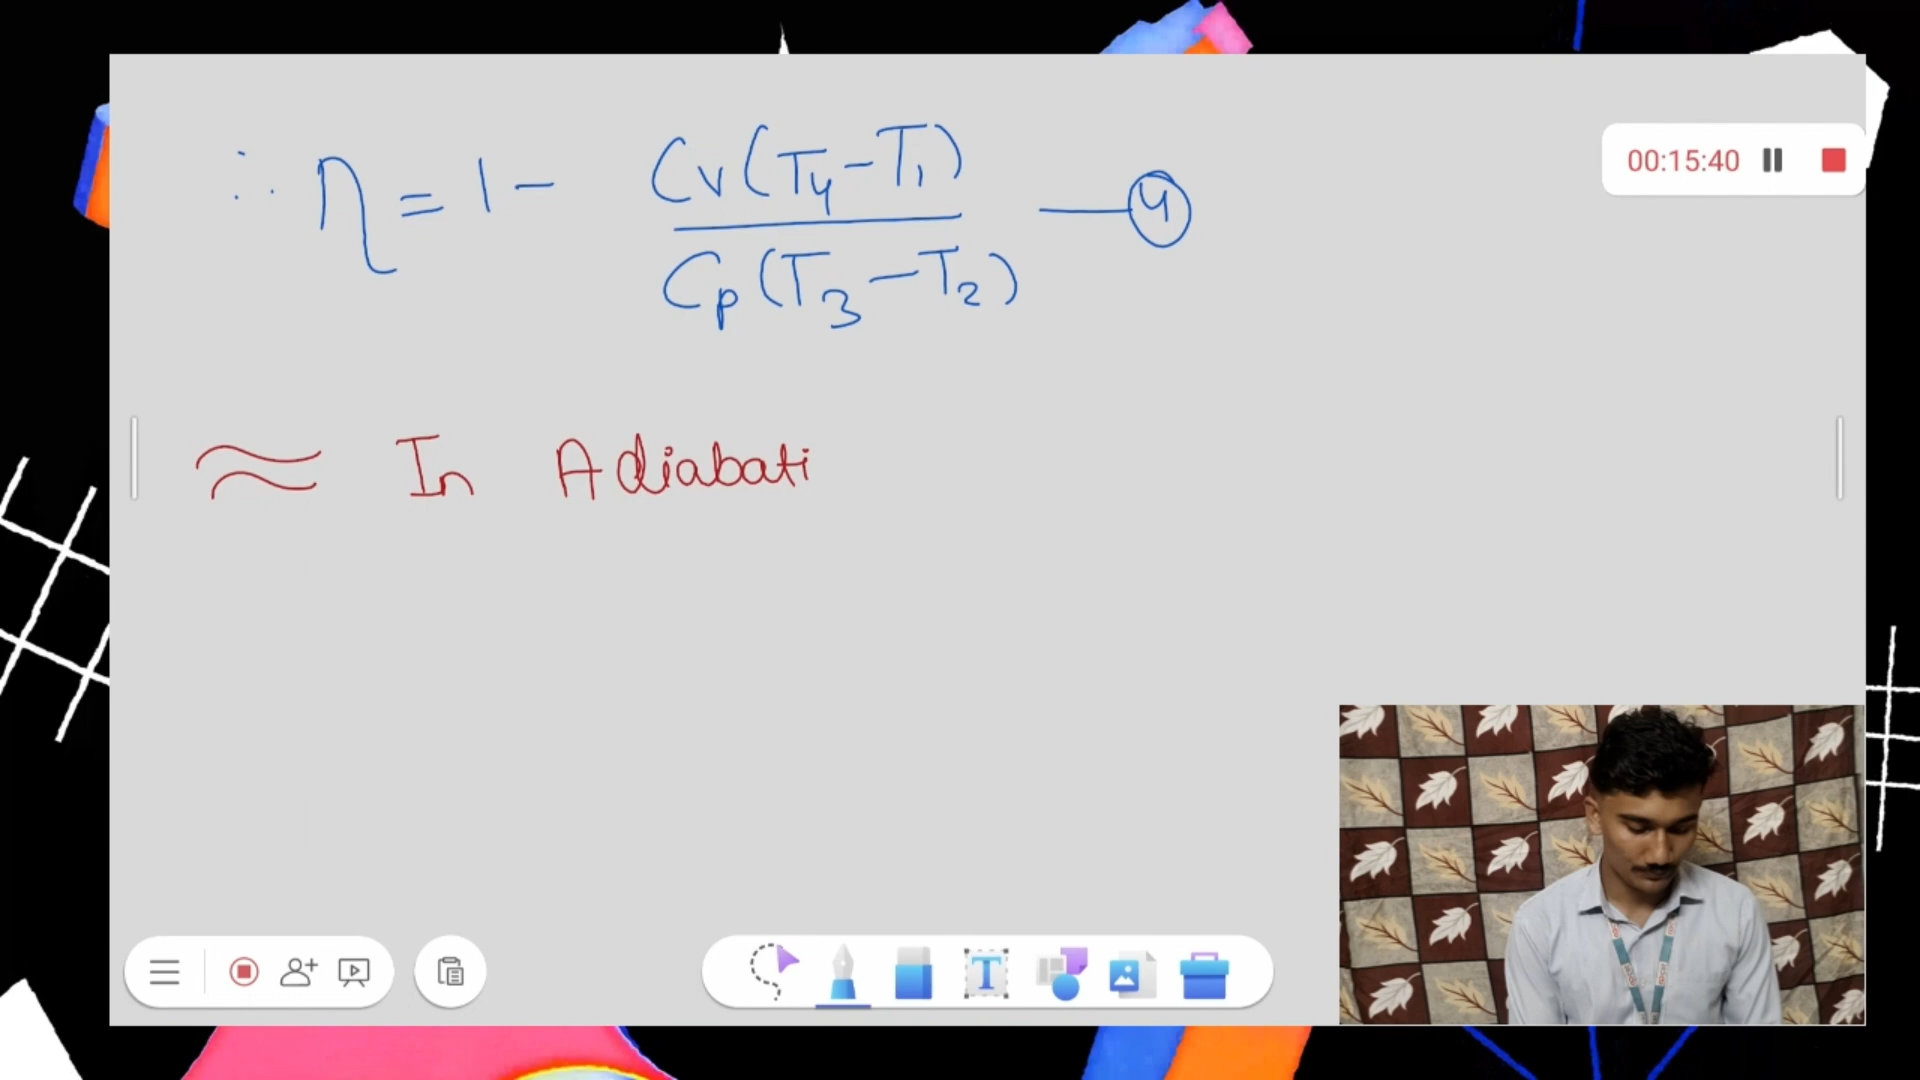 ∴ η = 1 - Cv(T4-T1) / Cp(T3-T2) —④
00:15:40
≈ In Adiabati
T